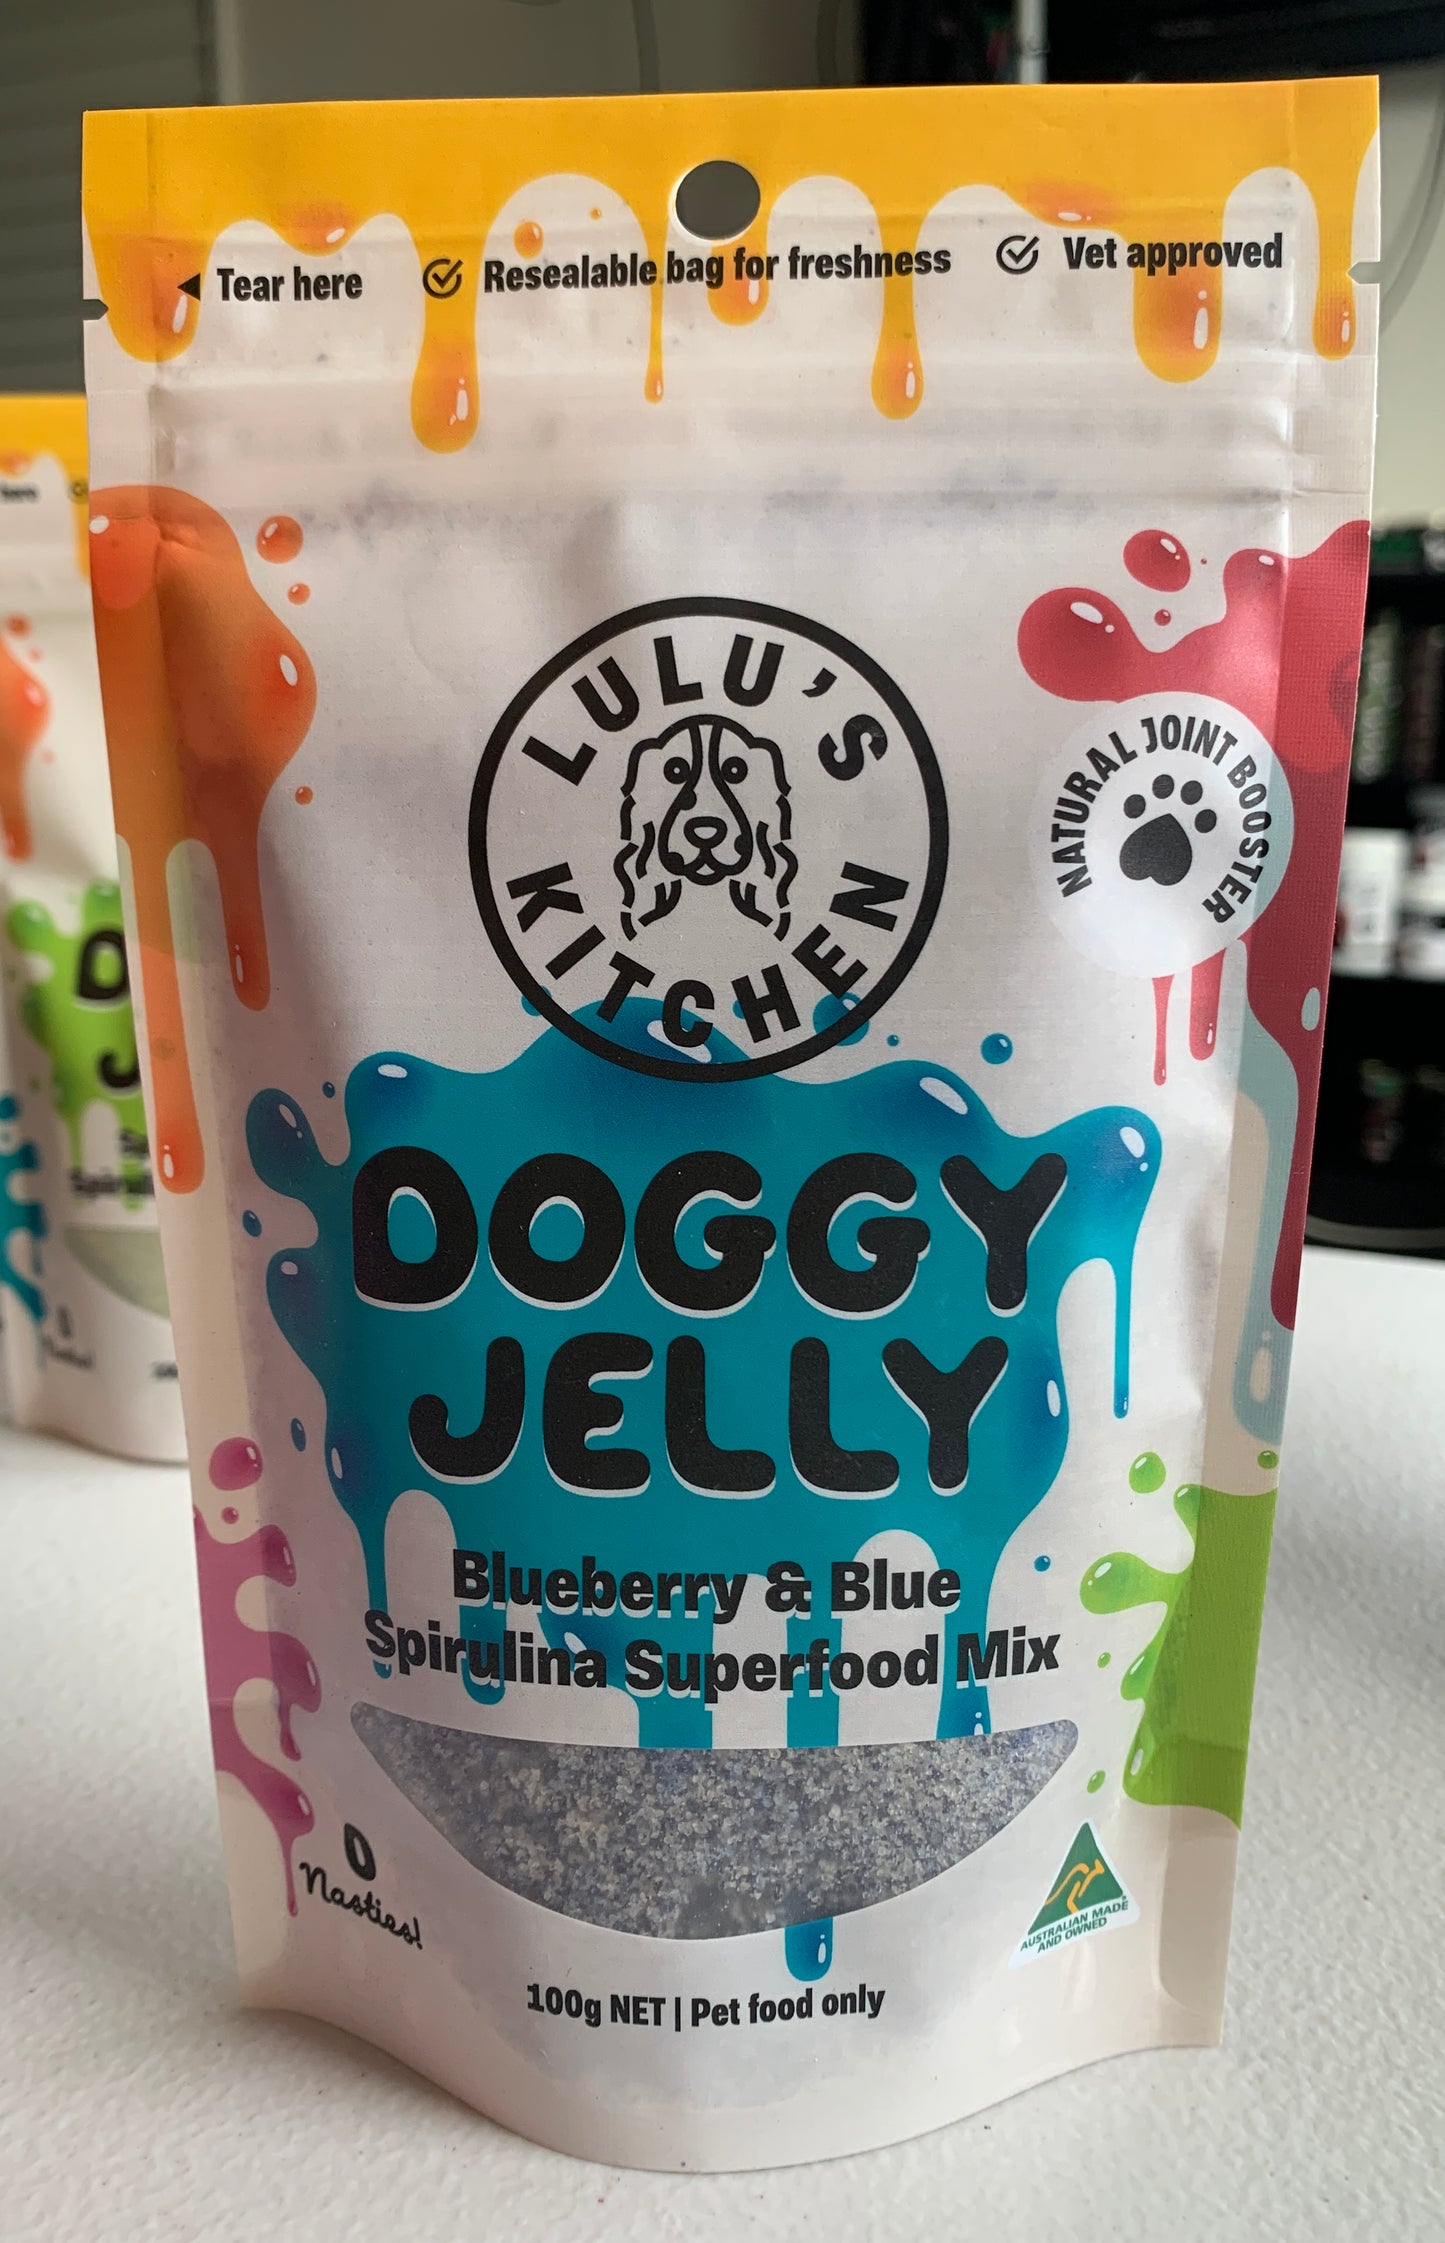 Tear here
Resealable bag for freshness
Vet approved
LULU'S
KITCHEN
NATURAL JOINT BOOSTER
DOGGY
JELLY
Blueberry & Blue
Spirulina Superfood Mix
0
Nasties!
AUSTRALIAN MADE
AND OWNED
100g NET | Pet food only